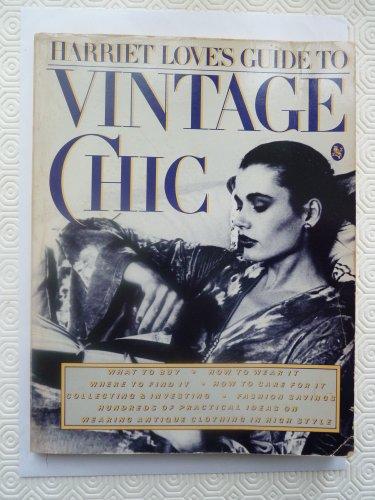 HARRIET LOVE'S GUIDE TO
VINTAGE
CHIC
WHAT TO BUY • HOW TO WEAR IT
WHERE TO FIND IT • HOW TO CARE FOR IT
COLLECTING & INVESTING • FASHION SAVINGS
HUNDREDS OF PRACTICAL IDEAS ON
WEARING ANTIQUE CLOTHING IN HIGH STYLE